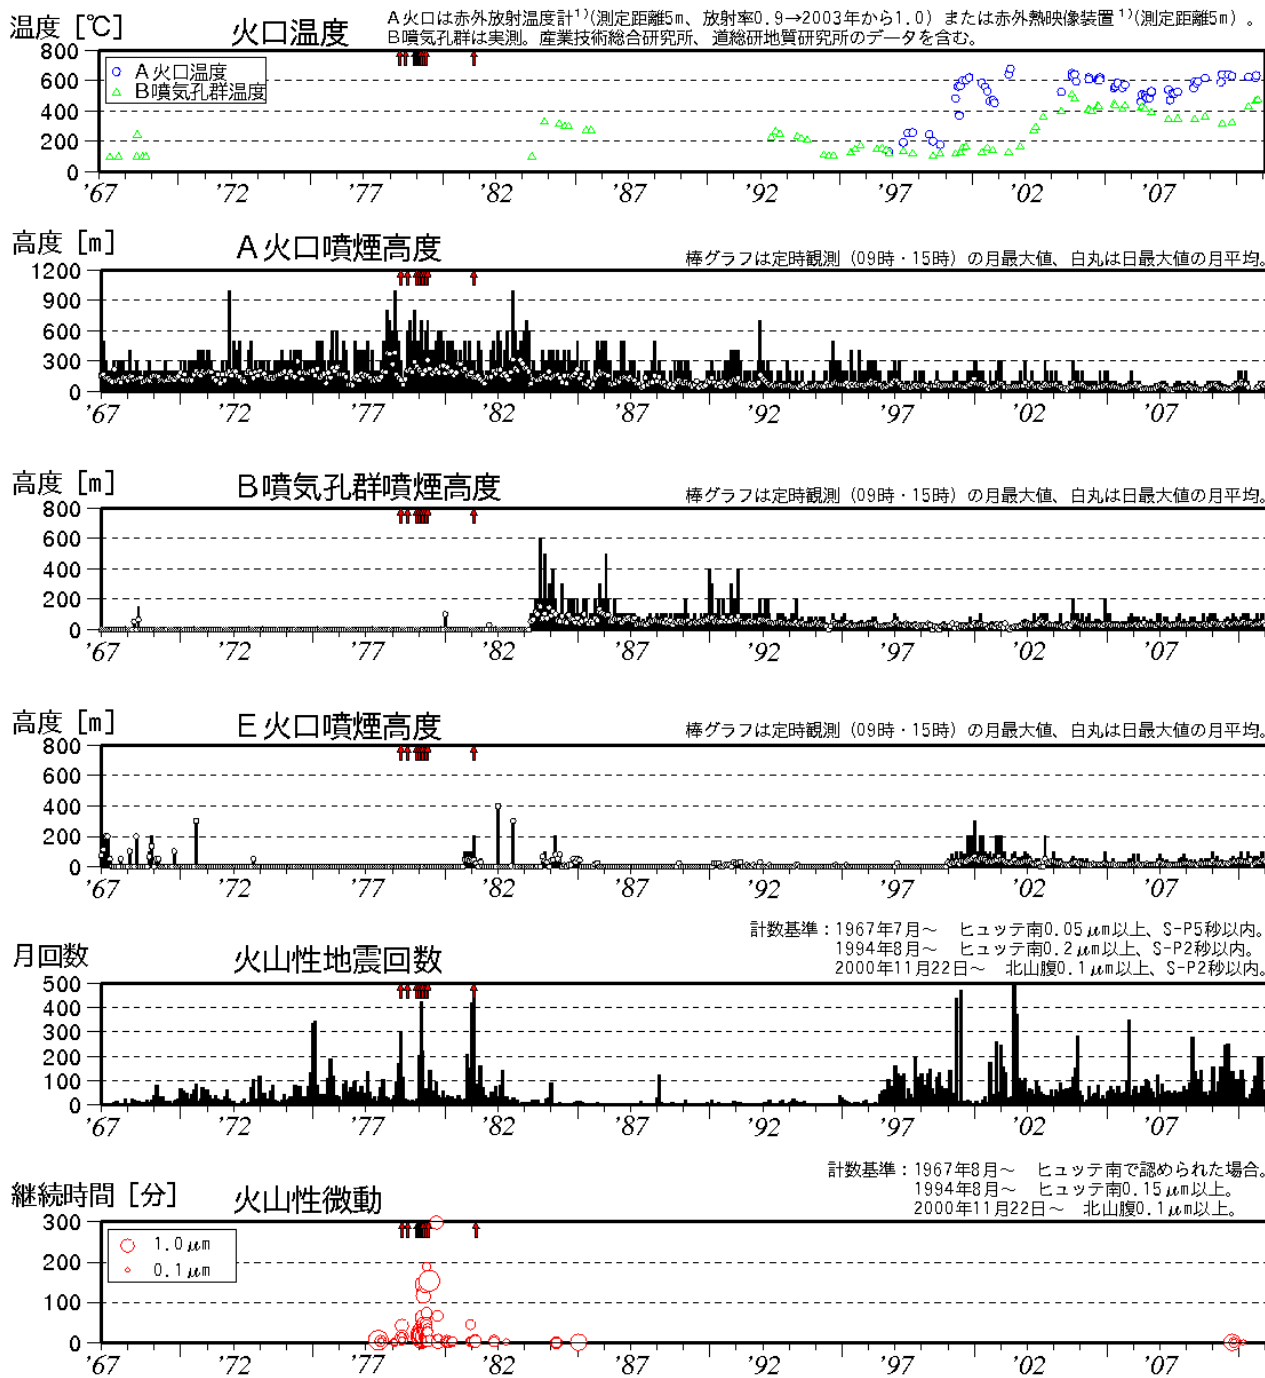 温度 [℃]
火口温度
A火口は赤外放射温度計¹⁾(測定距離5m、放射率0.9→2003年から1.0) または赤外熱映像装置¹⁾(測定距離5m) 。
B噴気孔群は実測。産業技術総合研究所、道総研地質研究所のデータを含む。
800
600
400
200
0
A火口温度
B噴気孔群温度
'67 '72 '77 '82 '87 '92 '97 '02 '07
高度 [m]
A火口噴煙高度
棒グラフは定時観測 (09時・15時) の月最大値、白丸は日最大値の月平均。
1200
900
600
300
0
'67 '72 '77 '82 '87 '92 '97 '02 '07
高度 [m]
B噴気孔群噴煙高度
棒グラフは定時観測 (09時・15時) の月最大値、白丸は日最大値の月平均。
800
600
400
200
0
'67 '72 '77 '82 '87 '92 '97 '02 '07
高度 [m]
E火口噴煙高度
棒グラフは定時観測 (09時・15時) の月最大値、白丸は日最大値の月平均。
800
600
400
200
0
'67 '72 '77 '82 '87 '92 '97 '02 '07
計数基準：1967年7月～ ヒュッテ南0.05μm以上、S-P5秒以内。
1994年8月～ ヒュッテ南0.2μm以上、S-P2秒以内。
2000年11月22日～ 北山腹0.1μm以上、S-P2秒以内。
月回数
火山性地震回数
500
400
300
200
100
0
'67 '72 '77 '82 '87 '92 '97 '02 '07
計数基準：1967年8月～ ヒュッテ南で認められた場合。
1994年8月～ ヒュッテ南0.15μm以上。
2000年11月22日～ 北山腹0.1μm以上。
継続時間 [分]
火山性微動
300
200
100
0
1.0μm
0.1μm
'67 '72 '77 '82 '87 '92 '97 '02 '07